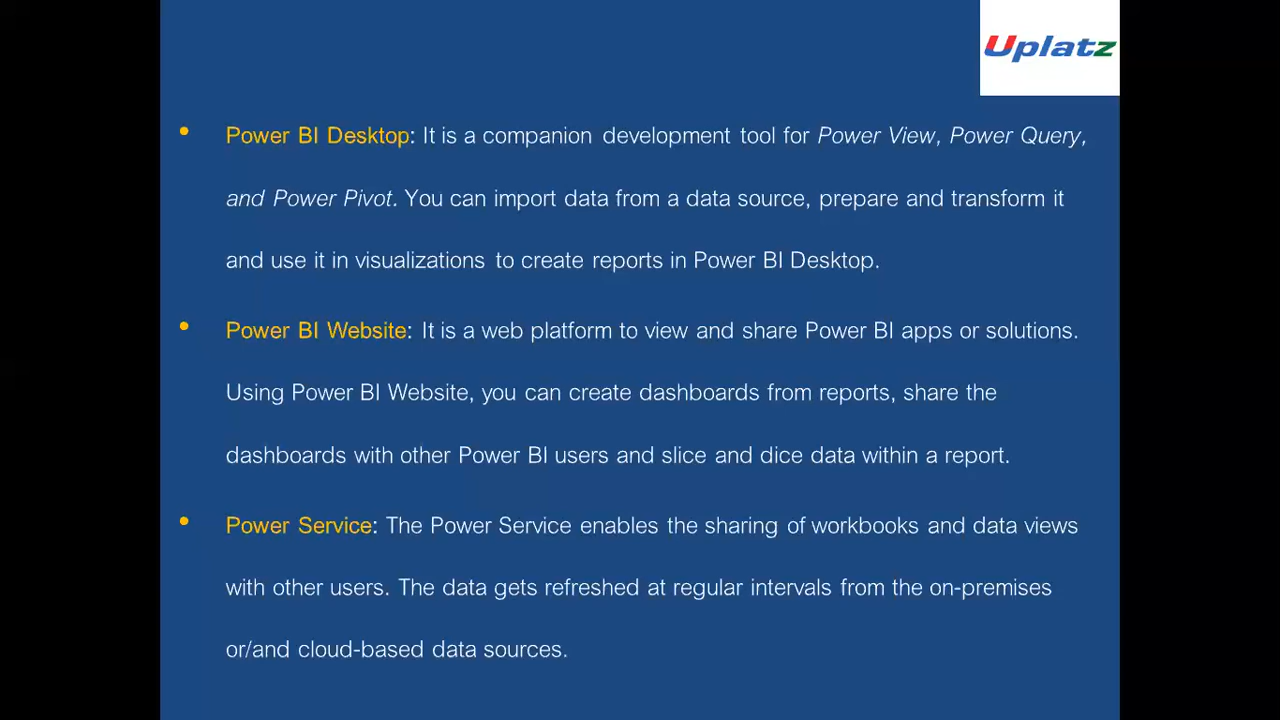 Uplatz
• Power BI Desktop: It is a companion development tool for Power View, Power Query,
and Power Pivot. You can import data from a data source, prepare and transform it
and use it in visualizations to create reports in Power BI Desktop.
• Power BI Website: It is a web platform to view and share Power BI apps or solutions.
Using Power BI Website, you can create dashboards from reports, share the
dashboards with other Power BI users and slice and dice data within a report.
• Power Service: The Power Service enables the sharing of workbooks and data views
with other users. The data gets refreshed at regular intervals from the on-premises
or/and cloud-based data sources.